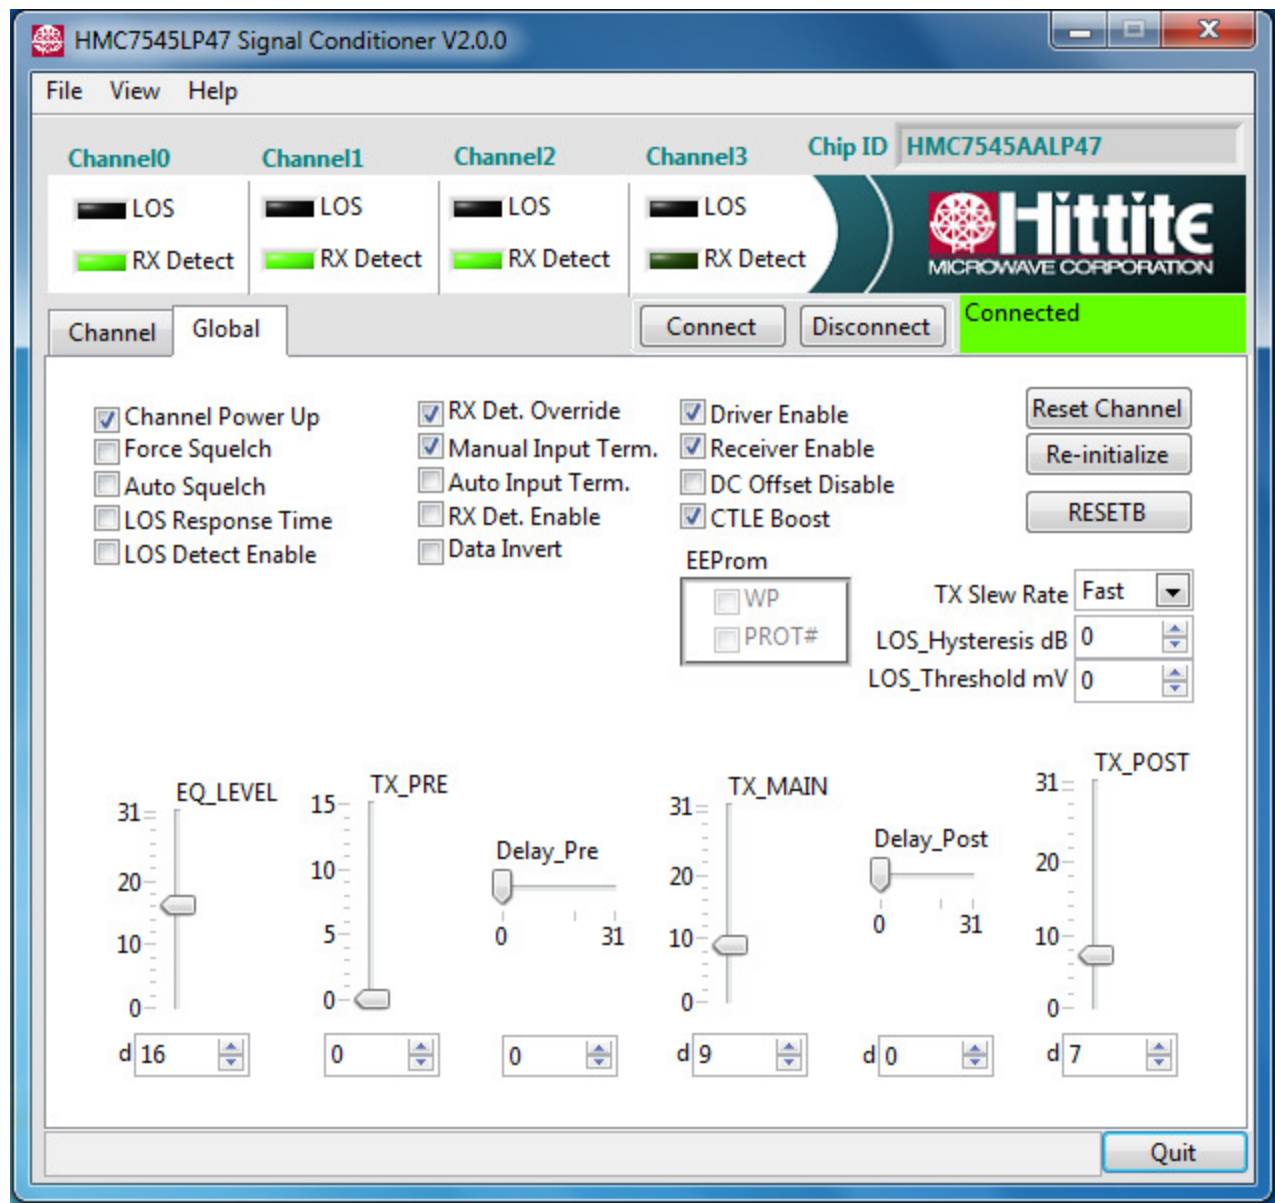 HMC7545LP47 Signal Conditioner V2.0.0
File View Help
Channel0 Channel1 Channel2 Channel3 Chip ID HMC7545AALP47
LOS LOS LOS LOS
RX Detect RX Detect RX Detect RX Detect
Hittite
MICROWAVE CORPORATION
Channel Global Connect Disconnect Connected
Channel Power Up RX Det. Override Driver Enable Reset Channel
Force Squelch Manual Input Term. Receiver Enable Re-initialize
Auto Squelch Auto Input Term. DC Offset Disable
LOS Response Time RX Det. Enable CTLE Boost RESETB
LOS Detect Enable Data Invert
EEProm
WP TX Slew Rate Fast
PROT# LOS_Hysteresis dB 0
LOS_Threshold mV 0
EQ_LEVEL TX_PRE TX_MAIN TX_POST
31 15 31 31
Delay_Pre Delay_Post
20 10 20 20
10 5 0 31 10 0 31 10
0 0 0 0
d 16 0 0 d 9 d 0 d 7
Quit